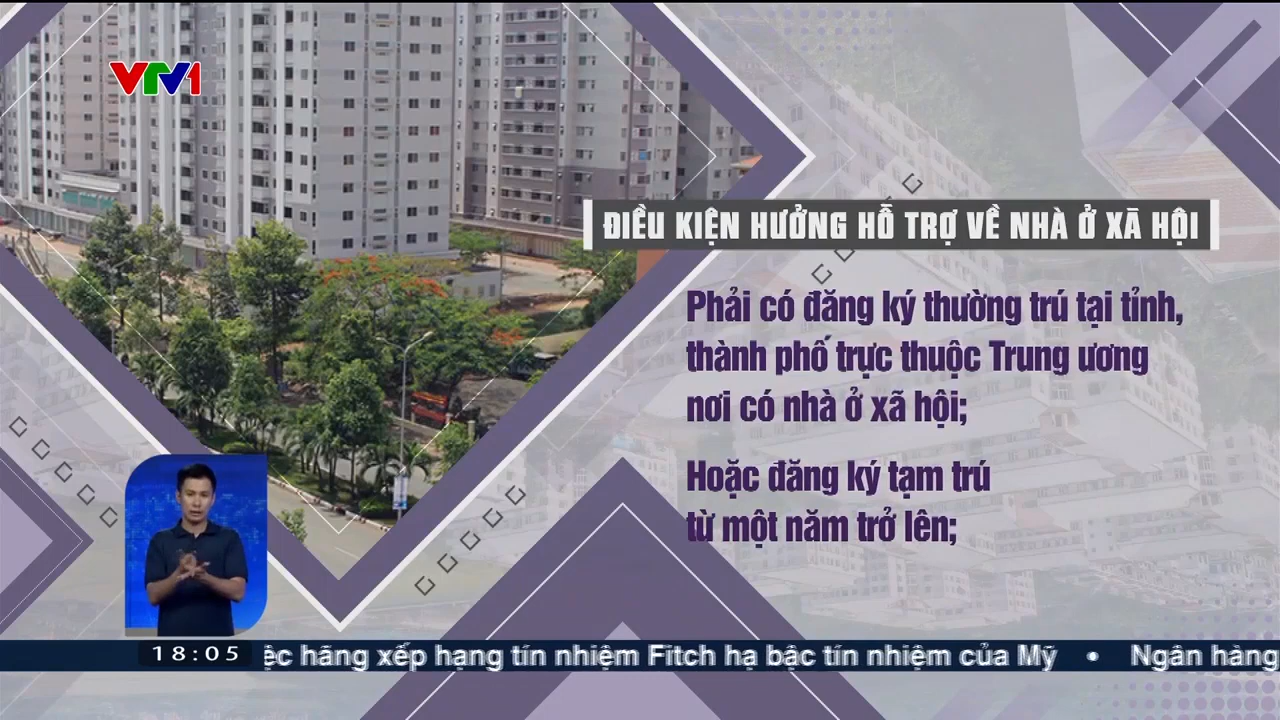 VTV1
ĐIỀU KIỆN HƯỞNG HỖ TRỢ VỀ NHÀ Ở XÃ HỘI
Phải có đăng ký thường trú tại tỉnh,
thành phố trực thuộc Trung ương
nơi có nhà ở xã hội;
Hoặc đăng ký tạm trú
từ một năm trở lên;
18:05 hãng xếp hạng tín nhiệm Fitch hạ bậc tín nhiệm của Mỹ • Ngân hàng